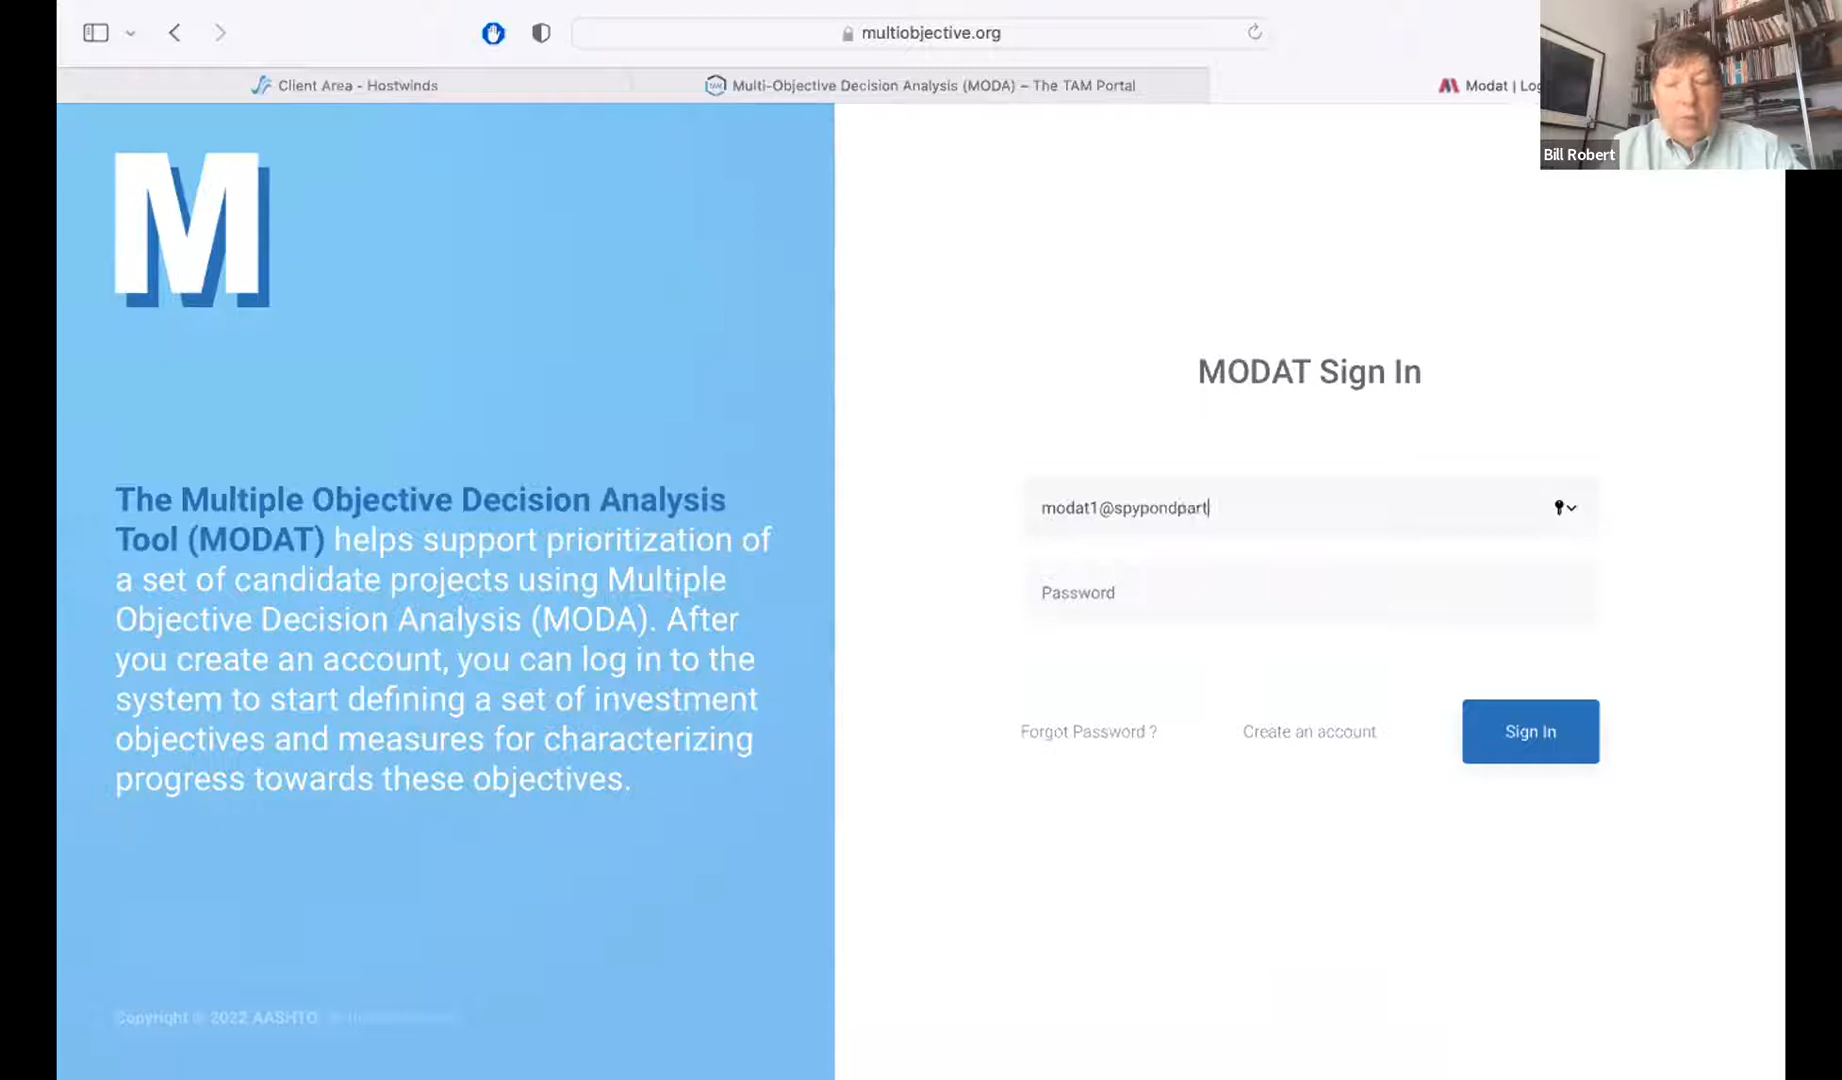 multiobjective.org
Client Area - Hostwinds
Multi-Objective Decision Analysis (MODA) – The TAM Portal
Modat | Log
Bill Robert
M
MODAT Sign In
modat1@spypondpart
Password
Forgot Password ?
Create an account
Sign In
The Multiple Objective Decision Analysis
Tool (MODAT) helps support prioritization of
a set of candidate projects using Multiple
Objective Decision Analysis (MODA). After
you create an account, you can log in to the
system to start defining a set of investment
objectives and measures for characterizing
progress towards these objectives.
Copyright © 2022 AASHTO.